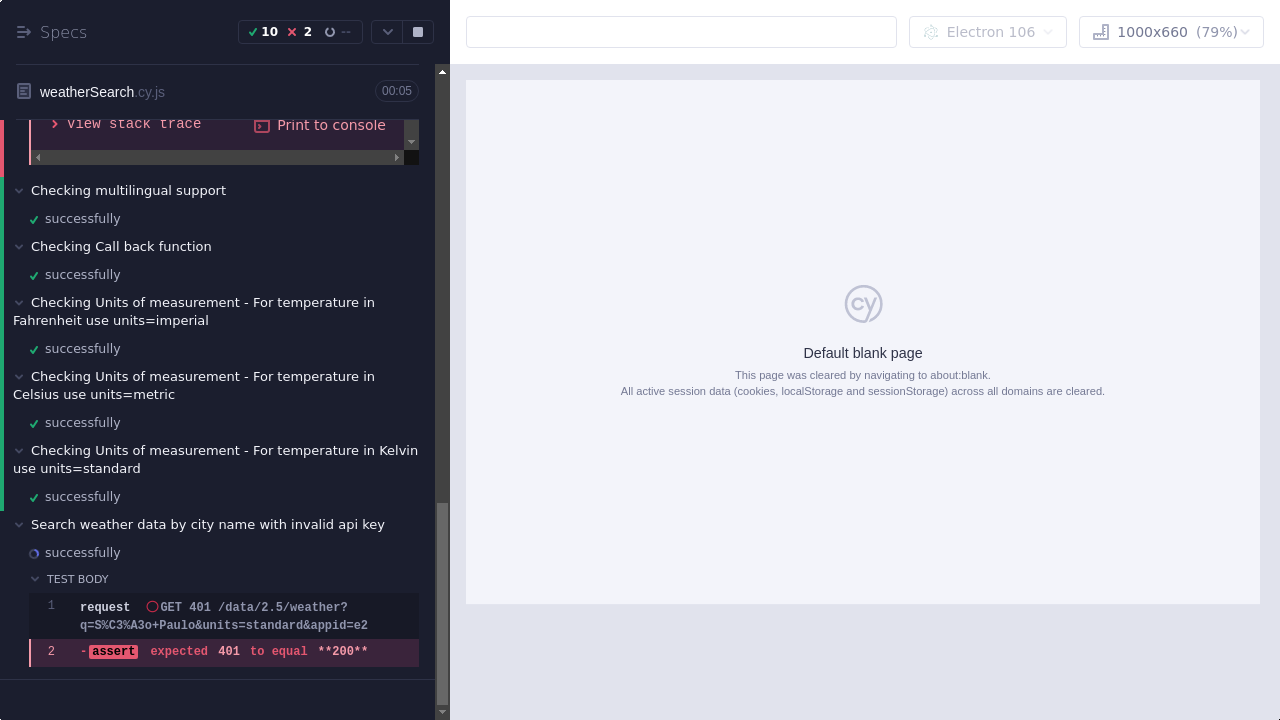 Specs
10
2
--
Electron 106
1000x660 (79%)
weatherSearch.cy.js
00:05
View stack trace
Print to console
Checking multilingual support
successfully
Checking Call back function
successfully
Checking Units of measurement - For temperature in
Fahrenheit use units=imperial
successfully
Checking Units of measurement - For temperature in
Celsius use units=metric
successfully
Checking Units of measurement - For temperature in Kelvin
use units=standard
successfully
Search weather data by city name with invalid api key
successfully
TEST BODY
1 request GET 401 /data/2.5/weather?
q=S%C3%A3o+Paulo&units=standard&appid=e2
2 -assert expected 401 to equal **200**
cy
Default blank page
This page was cleared by navigating to about:blank.
All active session data (cookies, localStorage and sessionStorage) across all domains are cleared.